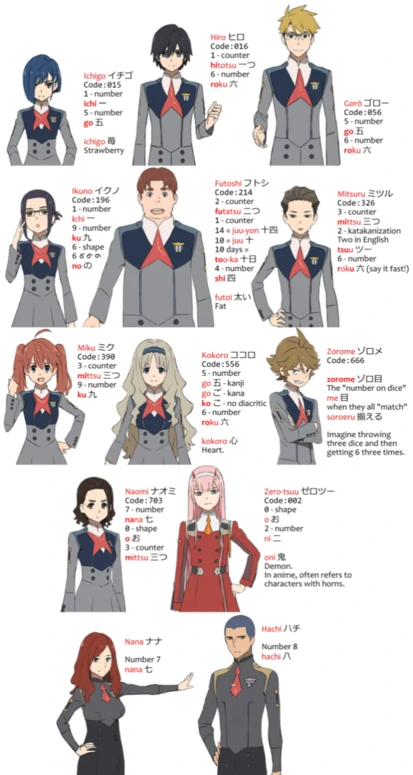 Ichigo イチゴ
Code:015
1 - number
ichi 一
5 - number
go 五
ichigo 苺
Strawberry
Hiro ヒロ
Code:016
1 - counter
hitotsu 一つ
6 - number
roku 六
Gorō ゴロー
Code:056
5 - number
go 五
6 - number
roku 六
Ikuno イクノ
Code:196
1 - number
ichi 一
9 - number
ku 九
6 - shape
no の
Futoshi フトシ
Code:214
2 - counter
futatsu 二つ
1 - counter
14 = juu-yon 十四
10 = juu 十
10 days =
too-ka 十日
4 - number
shi 四
futoi 太い
Fat
Mitsuru ミツル
Code:326
3 - counter
mittsu 三つ
2 - katakanization
Two in English
tsuu ツー
6 - number
roku 六 (say it fast!)
Miku ミク
Code:390
3 - counter
mittsu 三つ
9 - number
ku 九
Kokoro ココロ
Code:556
5 - number
go 五 - kanji
go ご - kana
ko こ - no diacritic
6 - number
roku 六
kokoro 心
Heart.
Zorome ゾロメ
Code:666
zorome ゾロ目
The "number on dice"
me 目
when they all "match"
soroeru 揃える
Imagine throwing
three dice and then
getting 6 three times.
Naomi ナオミ
Code:703
7 - number
nana 七
0 - shape
o お
3 - counter
mittsu 三つ
Zero-tsuu ゼロツー
Code:002
0 - shape
o お
2 - number
ni 二
oni 鬼
Demon.
In anime, often refers to
characters with horns.
Nana ナナ
Number 7
nana 七
Hachi ハチ
Number 8
hachi 八